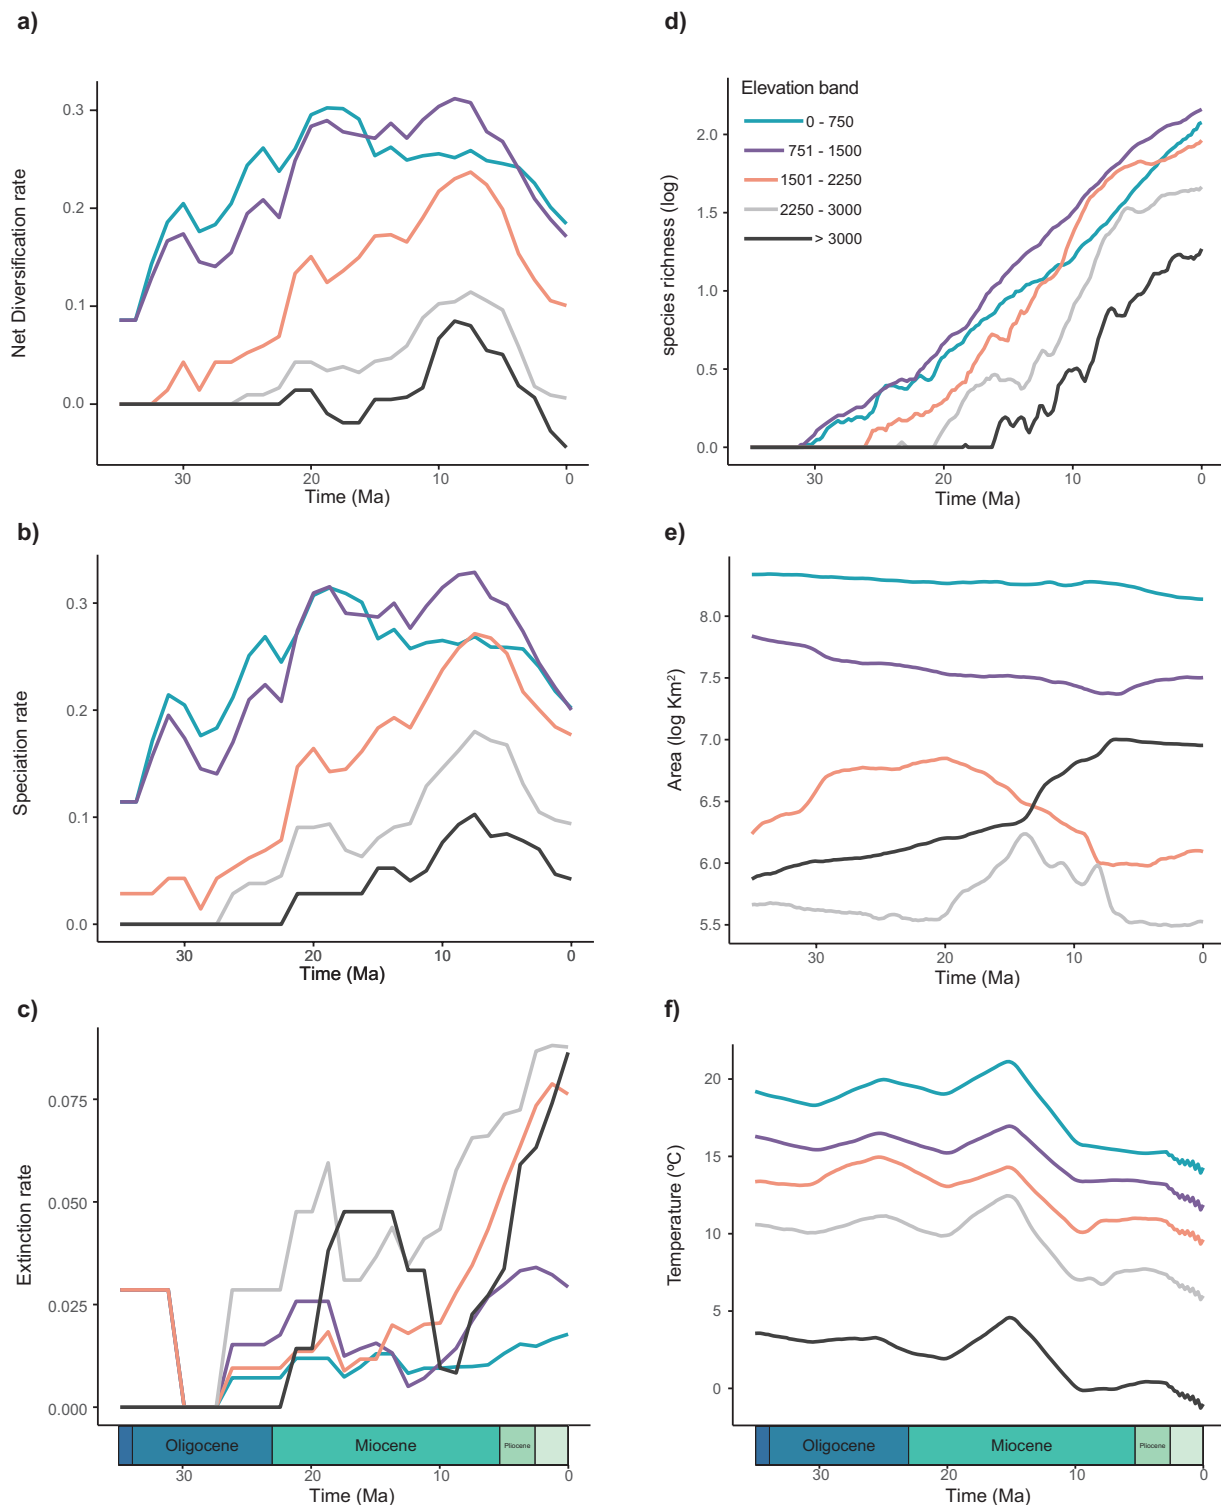 a)
Net Diversification rate
0.3
0.2
0.1
0.0
30
20
10
0
Time (Ma)
b)
Speciation rate
0.3
0.2
0.1
0.0
30
20
10
0
Time (Ma)
c)
Extinction rate
0.075
0.050
0.025
0.000
Oligocene
Miocene
Pliocene
30
20
10
0
Time (Ma)
d)
species richness (log)
Elevation band
0 - 750
751 - 1500
1501 - 2250
2250 - 3000
> 3000
2.0
1.5
1.0
0.5
0.0
30
20
10
0
Time (Ma)
e)
Area (log Km²)
8.0
7.5
7.0
6.5
6.0
5.5
30
20
10
0
Time (Ma)
f)
Temperature (ºC)
20
15
10
5
0
Oligocene
Miocene
Pliocene
30
20
10
0
Time (Ma)